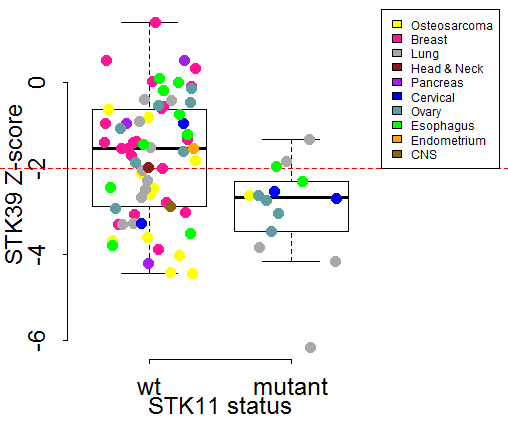 Osteosarcoma
Breast
Lung
Head & Neck
Pancreas
Cervical
Ovary
Esophagus
Endometrium
CNS
STK39 Z-score
0
-2
-4
-6
wt
mutant
STK11 status